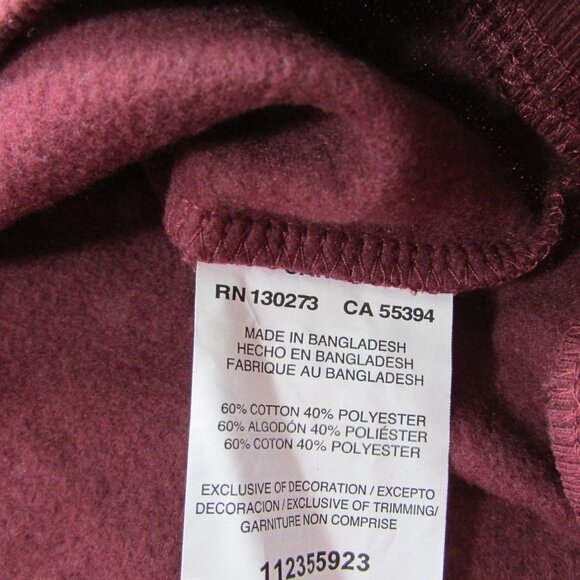 RN 130273 CA 55394
MADE IN BANGLADESH
HECHO EN BANGLADESH
FABRIQUE AU BANGLADESH
60% COTTON 40% POLYESTER
60% ALGODÓN 40% POLIÉSTER
60% COTON 40% POLYESTER
EXCLUSIVE OF DECORATION / EXCEPTO
DECORACION / EXCLUSIVE OF TRIMMING/
GARNITURE NON COMPRISE
112355923